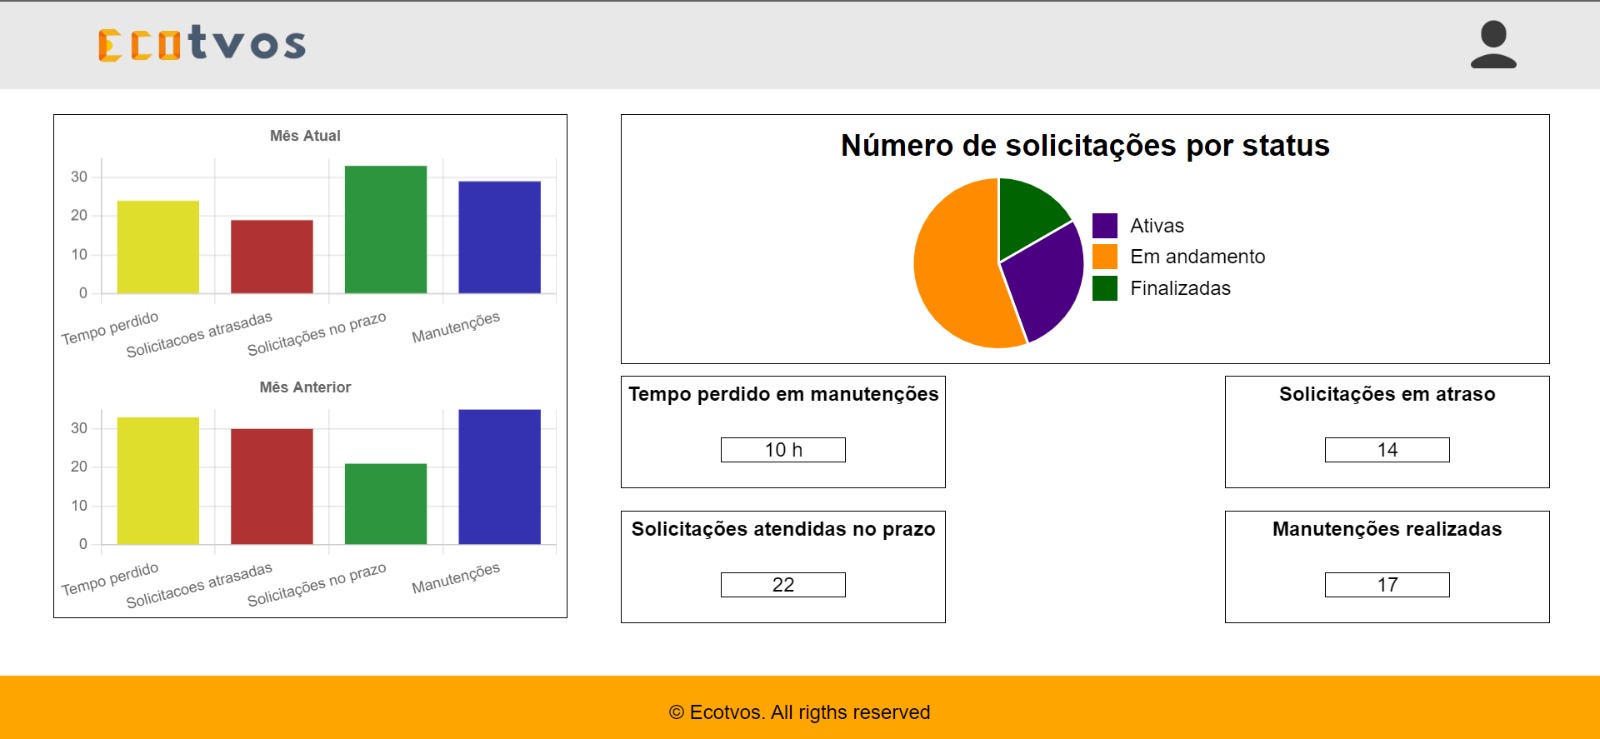 Ecotvos
Mês Atual
30
20
10
0
Tempo perdido
Solicitacoes atrasadas
Solicitações no prazo
Manutenções
Mês Anterior
30
20
10
0
Tempo perdido
Solicitacoes atrasadas
Solicitações no prazo
Manutenções
Número de solicitações por status
Ativas
Em andamento
Finalizadas
Tempo perdido em manutenções
10 h
Solicitações em atraso
14
Solicitações atendidas no prazo
22
Manutenções realizadas
17
© Ecotvos. All rigths reserved